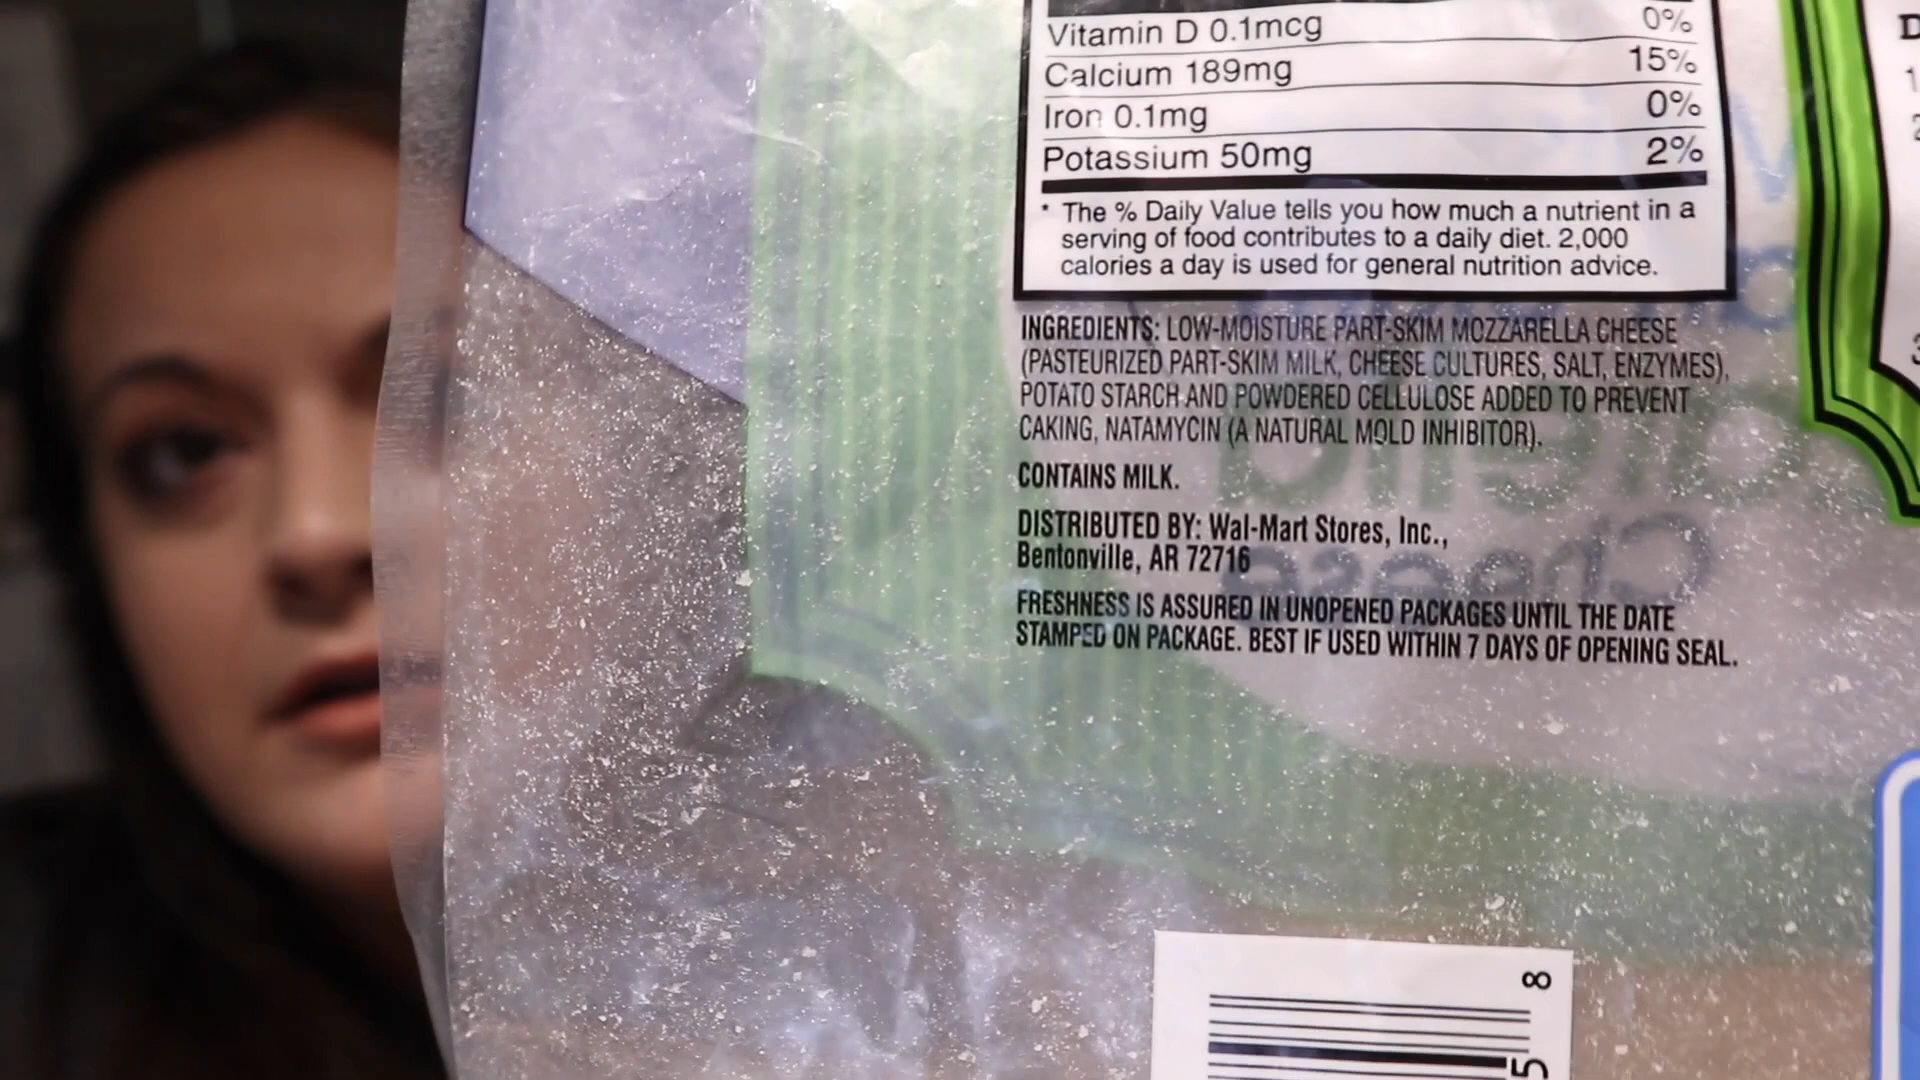 Vitamin D 0.1mcg 0%
Calcium 189mg 15%
Iron 0.1mg 0%
Potassium 50mg 2%
* The % Daily Value tells you how much a nutrient in a
serving of food contributes to a daily diet. 2,000
calories a day is used for general nutrition advice.
INGREDIENTS: LOW-MOISTURE PART-SKIM MOZZARELLA CHEESE
(PASTEURIZED PART-SKIM MILK, CHEESE CULTURES, SALT, ENZYMES),
POTATO STARCH AND POWDERED CELLULOSE ADDED TO PREVENT
CAKING, NATAMYCIN (A NATURAL MOLD INHIBITOR).
CONTAINS MILK.
DISTRIBUTED BY: Wal-Mart Stores, Inc.,
Bentonville, AR 72716
FRESHNESS IS ASSURED IN UNOPENED PACKAGES UNTIL THE DATE
STAMPED ON PACKAGE. BEST IF USED WITHIN 7 DAYS OF OPENING SEAL.
Cheese
8
5